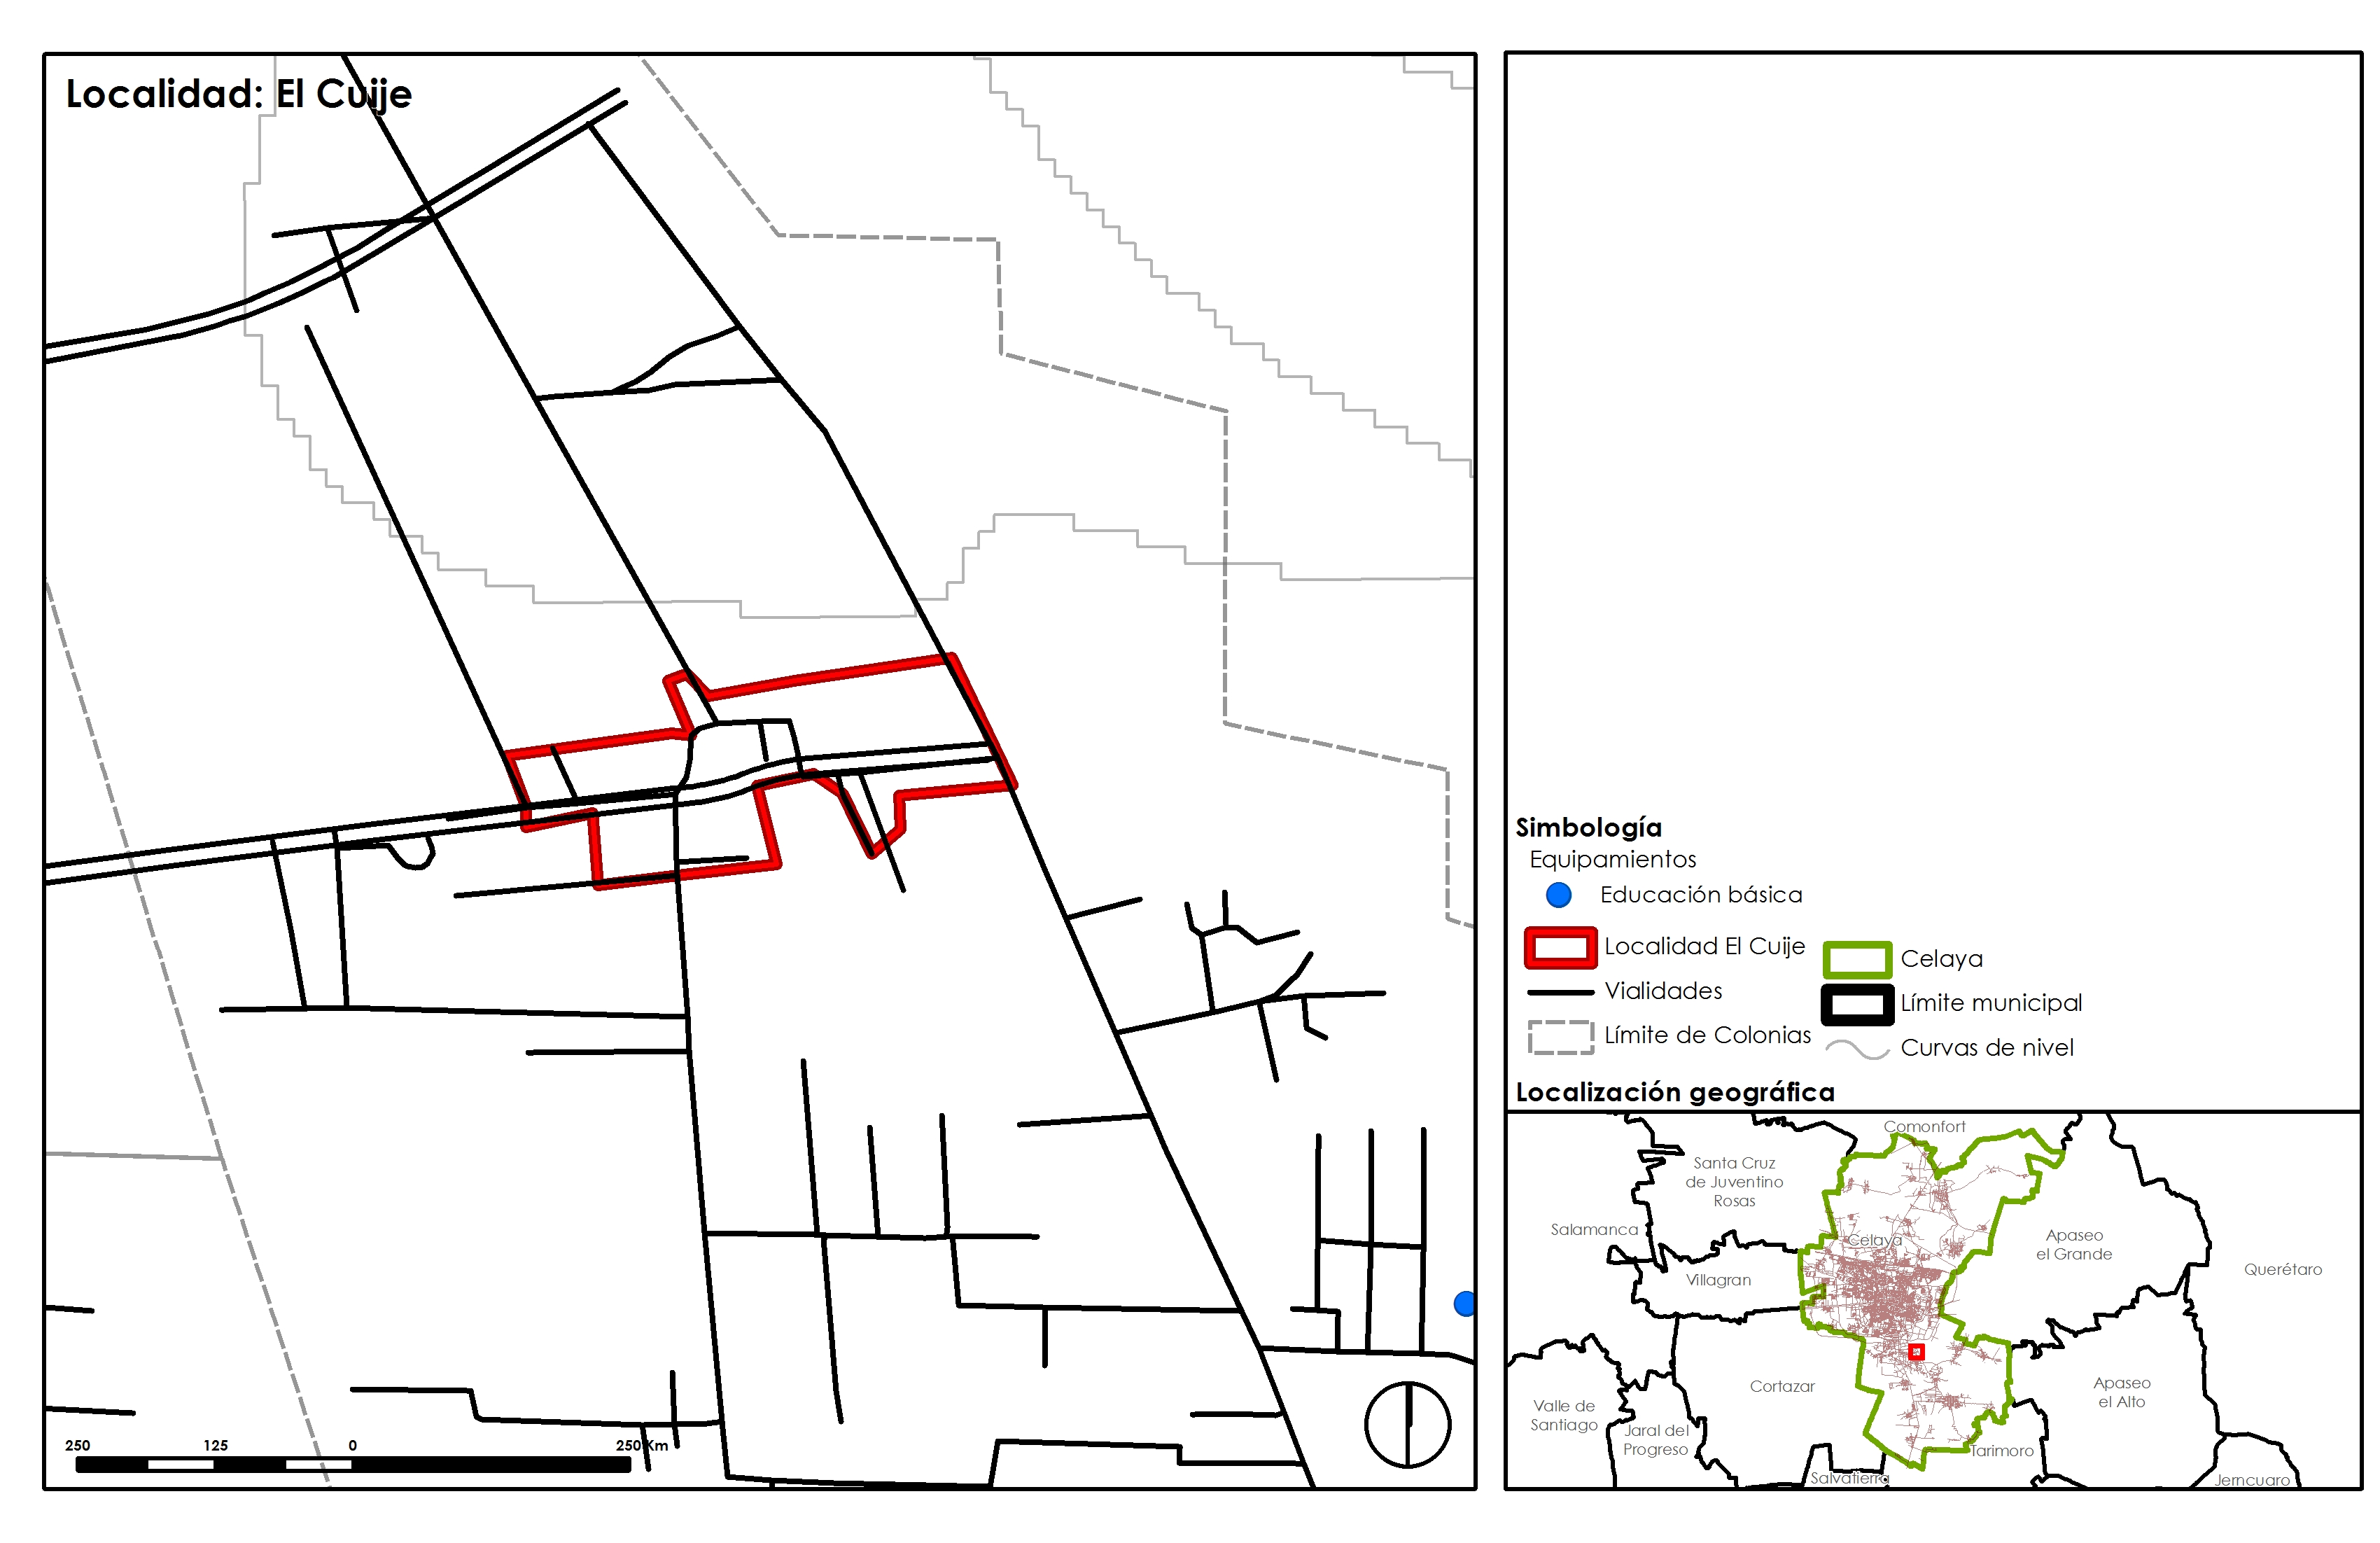 Localidad: El Cuije
250 125 0 250 Km
Simbología
Equipamientos
Educación básica
Localidad El Cuije
Vialidades
Límite de Colonias
Celaya
Límite municipal
Curvas de nivel
Localización geográfica
Comonfort
Santa Cruz
de Juventino
Rosas
Salamanca
Celaya
Apaseo
el Grande
Villagran
Querétaro
Cortazar
Apaseo
el Alto
Valle de
Santiago
Jaral del
Progreso
Tarimoro
Salvatierra
Jerncuaro